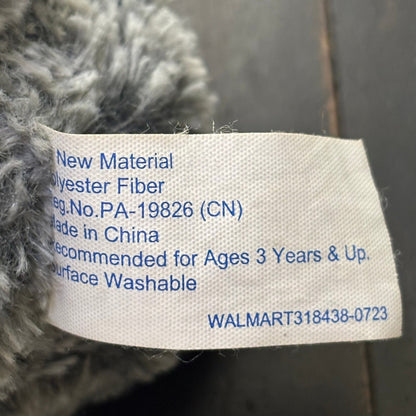 New Material
olyester Fiber
eg.No.PA-19826 (CN)
ade in China
ecommended for Ages 3 Years & Up.
urface Washable
WALMART318438-0723